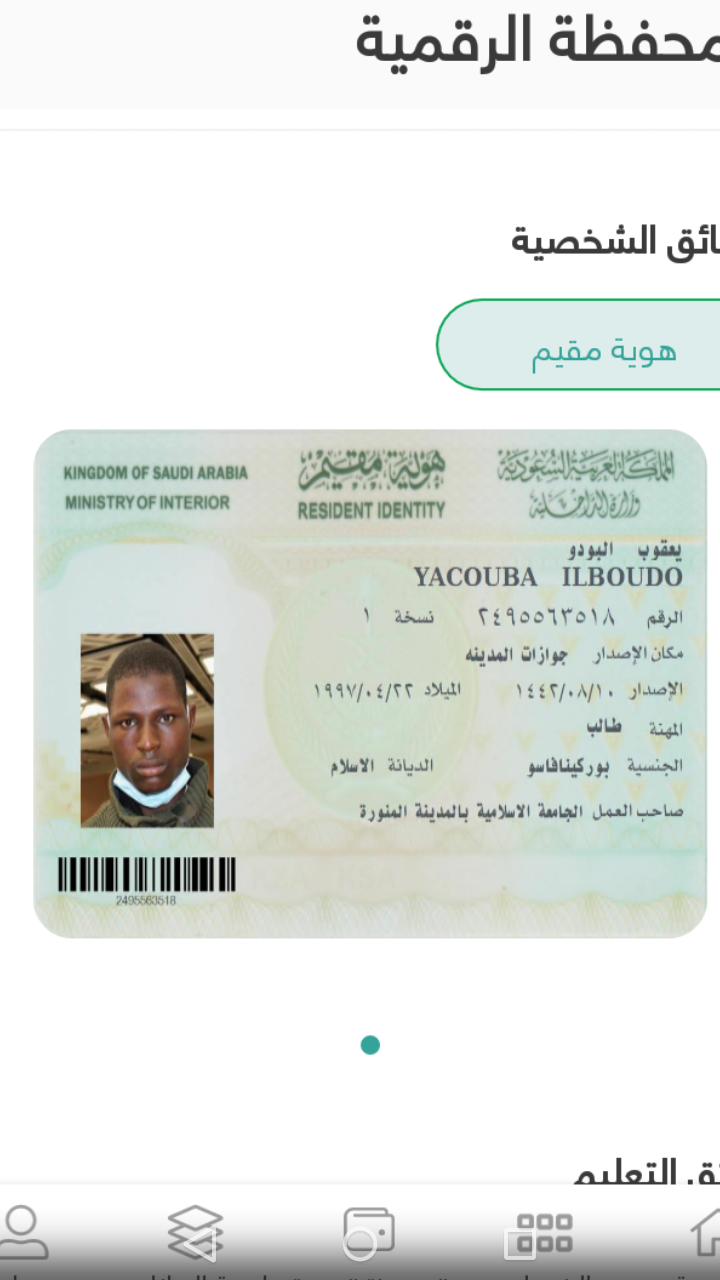 محفظة الرقمية
ائق الشخصية
هوية مقيم
المملكة العربية السعودية
وزارة الداخلية
هوية مقيم
RESIDENT IDENTITY
KINGDOM OF SAUDI ARABIA
MINISTRY OF INTERIOR
يعقوب البودو
YACOUBA ILBOUDO
الرقم ٢٤٩٥٥٦٣٥١٨ نسخة ١
مكان الإصدار جوازات المدينه
الإصدار ١٤٤٢/٠٨/١٠ الميلاد ١٩٩٧/٠٤/٢٢
المهنة طالب
الجنسية بوركينافاسو الديانة الاسلام
صاحب العمل الجامعة الاسلامية بالمدينة المنورة
2495563518
ئق التعليم